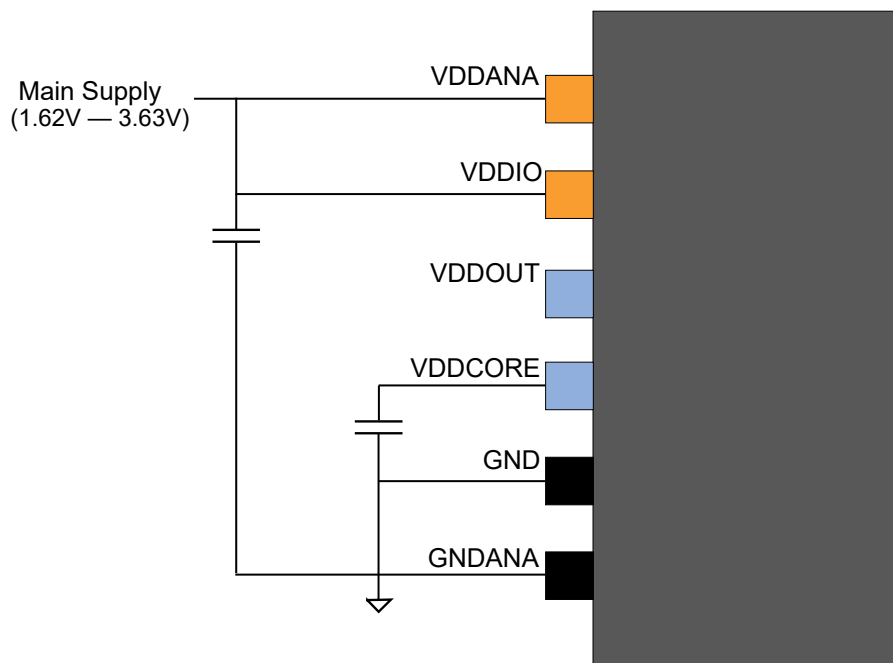 VDDANA
Main Supply
(1.62V — 3.63V)
VDDIO
VDDOUT
VDDCORE
GND
GNDANA